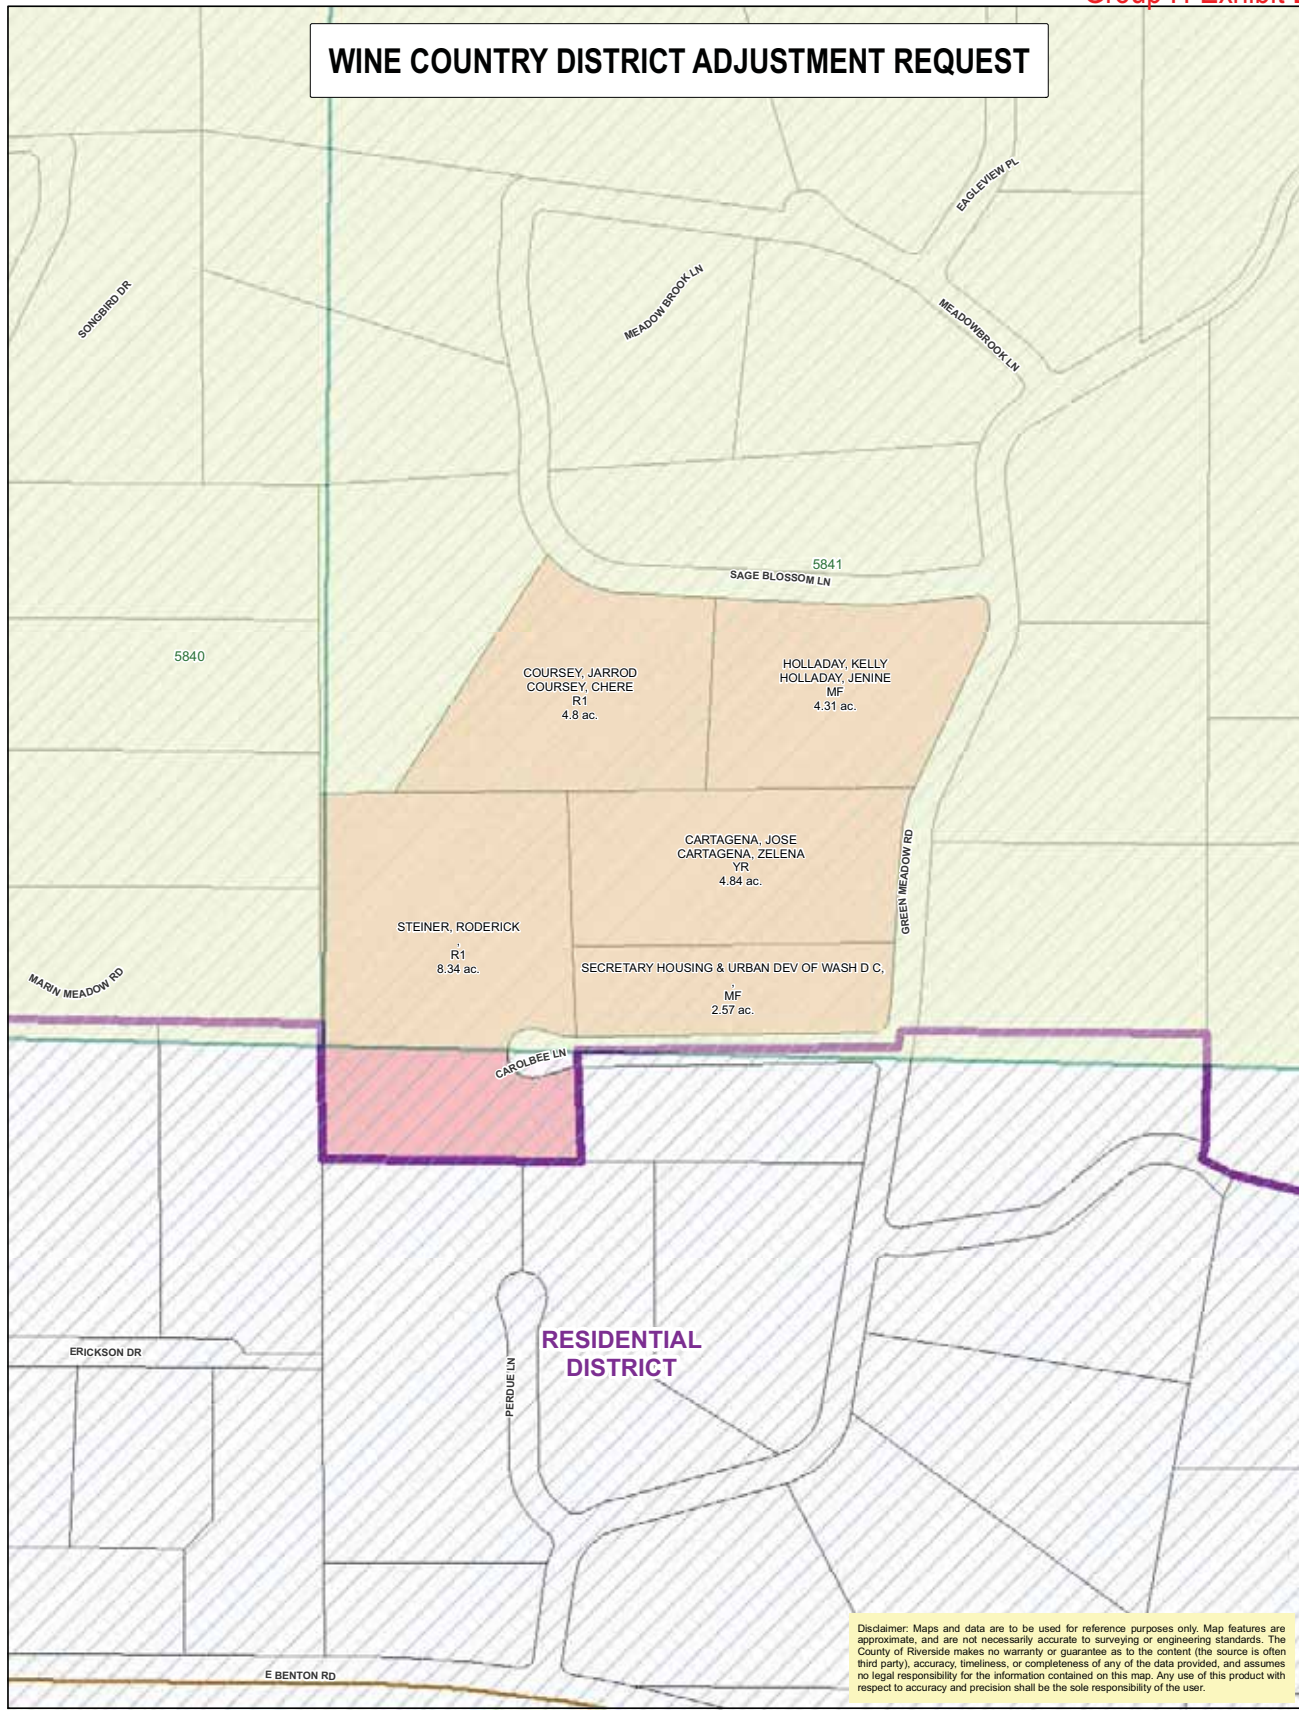 WINE COUNTRY DISTRICT ADJUSTMENT REQUEST
EAGLEVIEW PL
SONGBIRD DR
MEADOW BROOK LN
MEADOWBROOK LN
5841
SAGE BLOSSOM LN
5840
COURSEY, JARROD
COURSEY, CHERE
R1
4.8 ac.
HOLLADAY, KELLY
HOLLADAY, JENINE
MF
4.31 ac.
CARTAGENA, JOSE
CARTAGENA, ZELENA
YR
4.84 ac.
GREEN MEADOW RD
STEINER, RODERICK
,
R1
8.34 ac.
SECRETARY HOUSING & URBAN DEV OF WASH D C,
,
MF
2.57 ac.
MARIN MEADOW RD
CAROLBEE LN
RESIDENTIAL
DISTRICT
ERICKSON DR
PERDUE LN
E BENTON RD
Disclaimer: Maps and data are to be used for reference purposes only. Map features are
approximate, and are not necessarily accurate to surveying or engineering standards. The
County of Riverside makes no warranty or guarantee as to the content (the source is often
third party), accuracy, timeliness, or completeness of any of the data provided, and assumes
no legal responsibility for the information contained on this map. Any use of this product with
respect to accuracy and precision shall be the sole responsibility of the user.